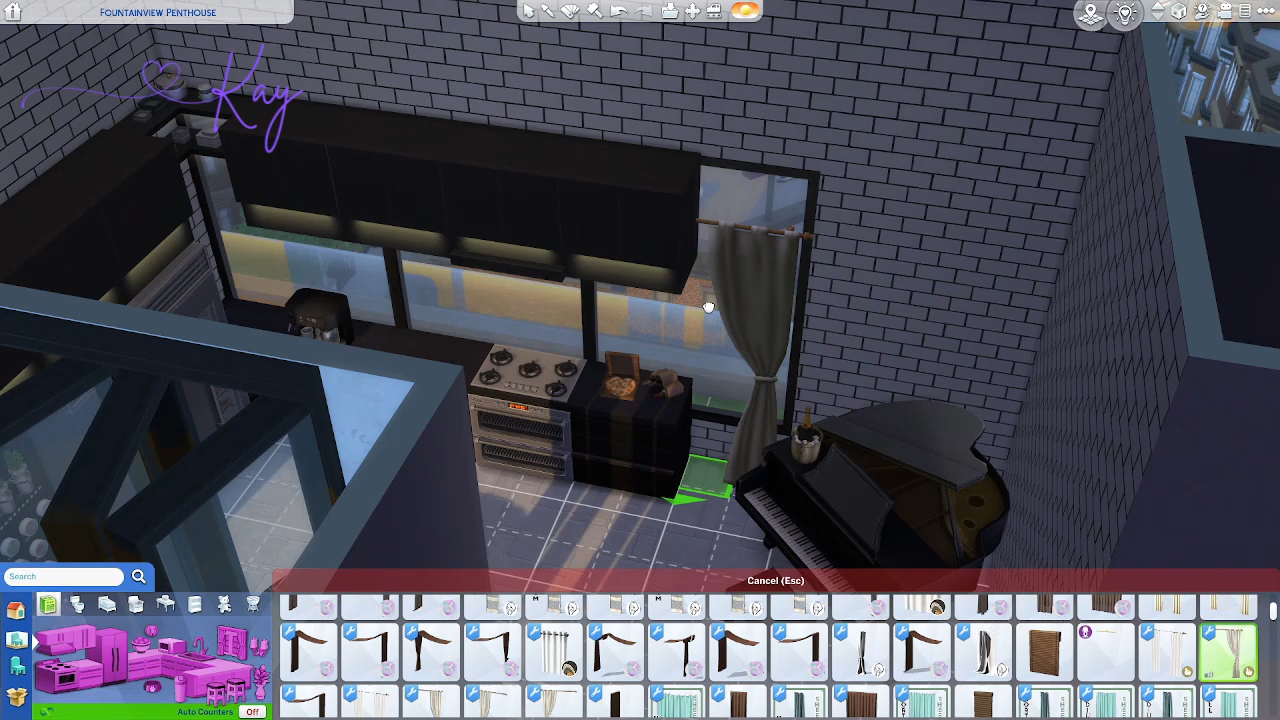 Fountainview Penthouse
Kay
Search
Cancel (Esc)
Auto Counters
Off